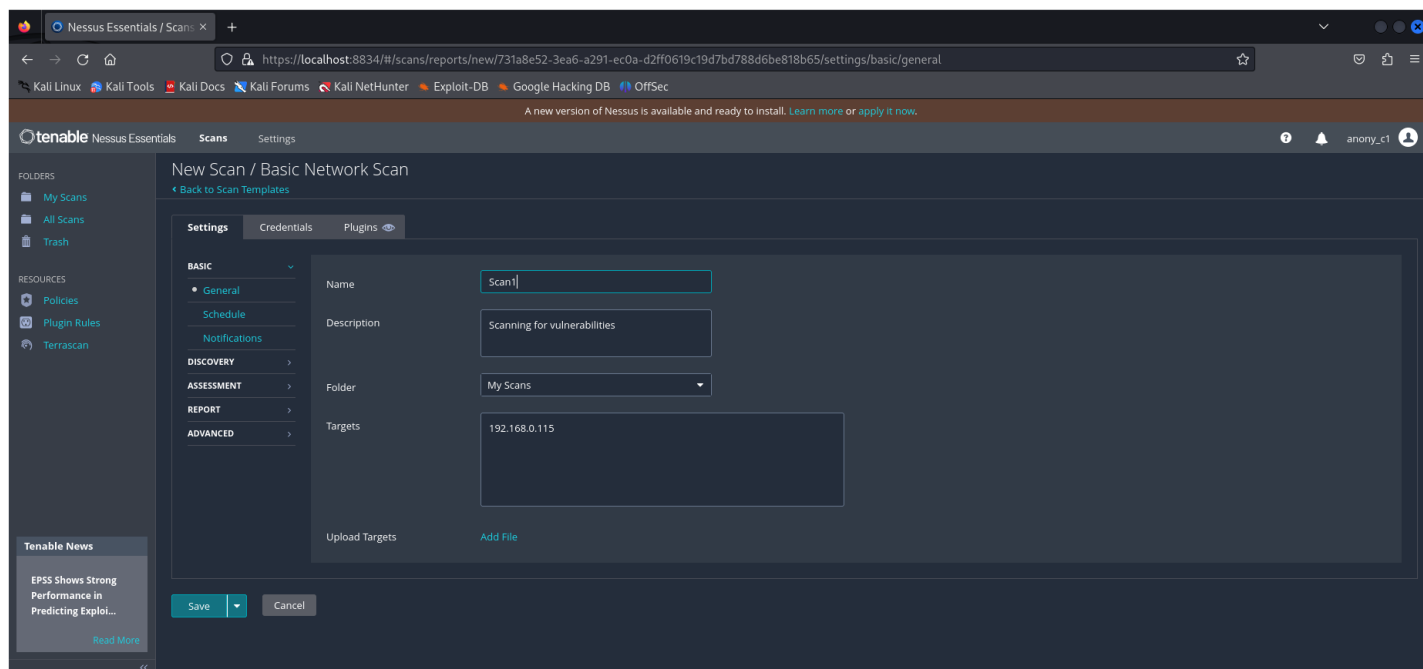 Nessus Essentials / Scans
https://localhost:8834/#/scans/reports/new/731a8e52-3ea6-a291-ec0a-d2ff0619c19d7bd788d6be818b65/settings/basic/general
Kali Linux Kali Tools Kali Docs Kali Forums Kali NetHunter Exploit-DB Google Hacking DB OffSec
A new version of Nessus is available and ready to install. Learn more or apply it now.
tenable Nessus Essentials Scans Settings anony_c1
FOLDERS
My Scans
All Scans
Trash
RESOURCES
Policies
Plugin Rules
Terrascan
Tenable News
EPSS Shows Strong
Performance in
Predicting Exploi...
Read More
New Scan / Basic Network Scan
Back to Scan Templates
Settings Credentials Plugins
BASIC
General
Schedule
Notifications
DISCOVERY
ASSESSMENT
REPORT
ADVANCED
Name Scan1
Description Scanning for vulnerabilities
Folder My Scans
Targets 192.168.0.115
Upload Targets Add File
Save Cancel